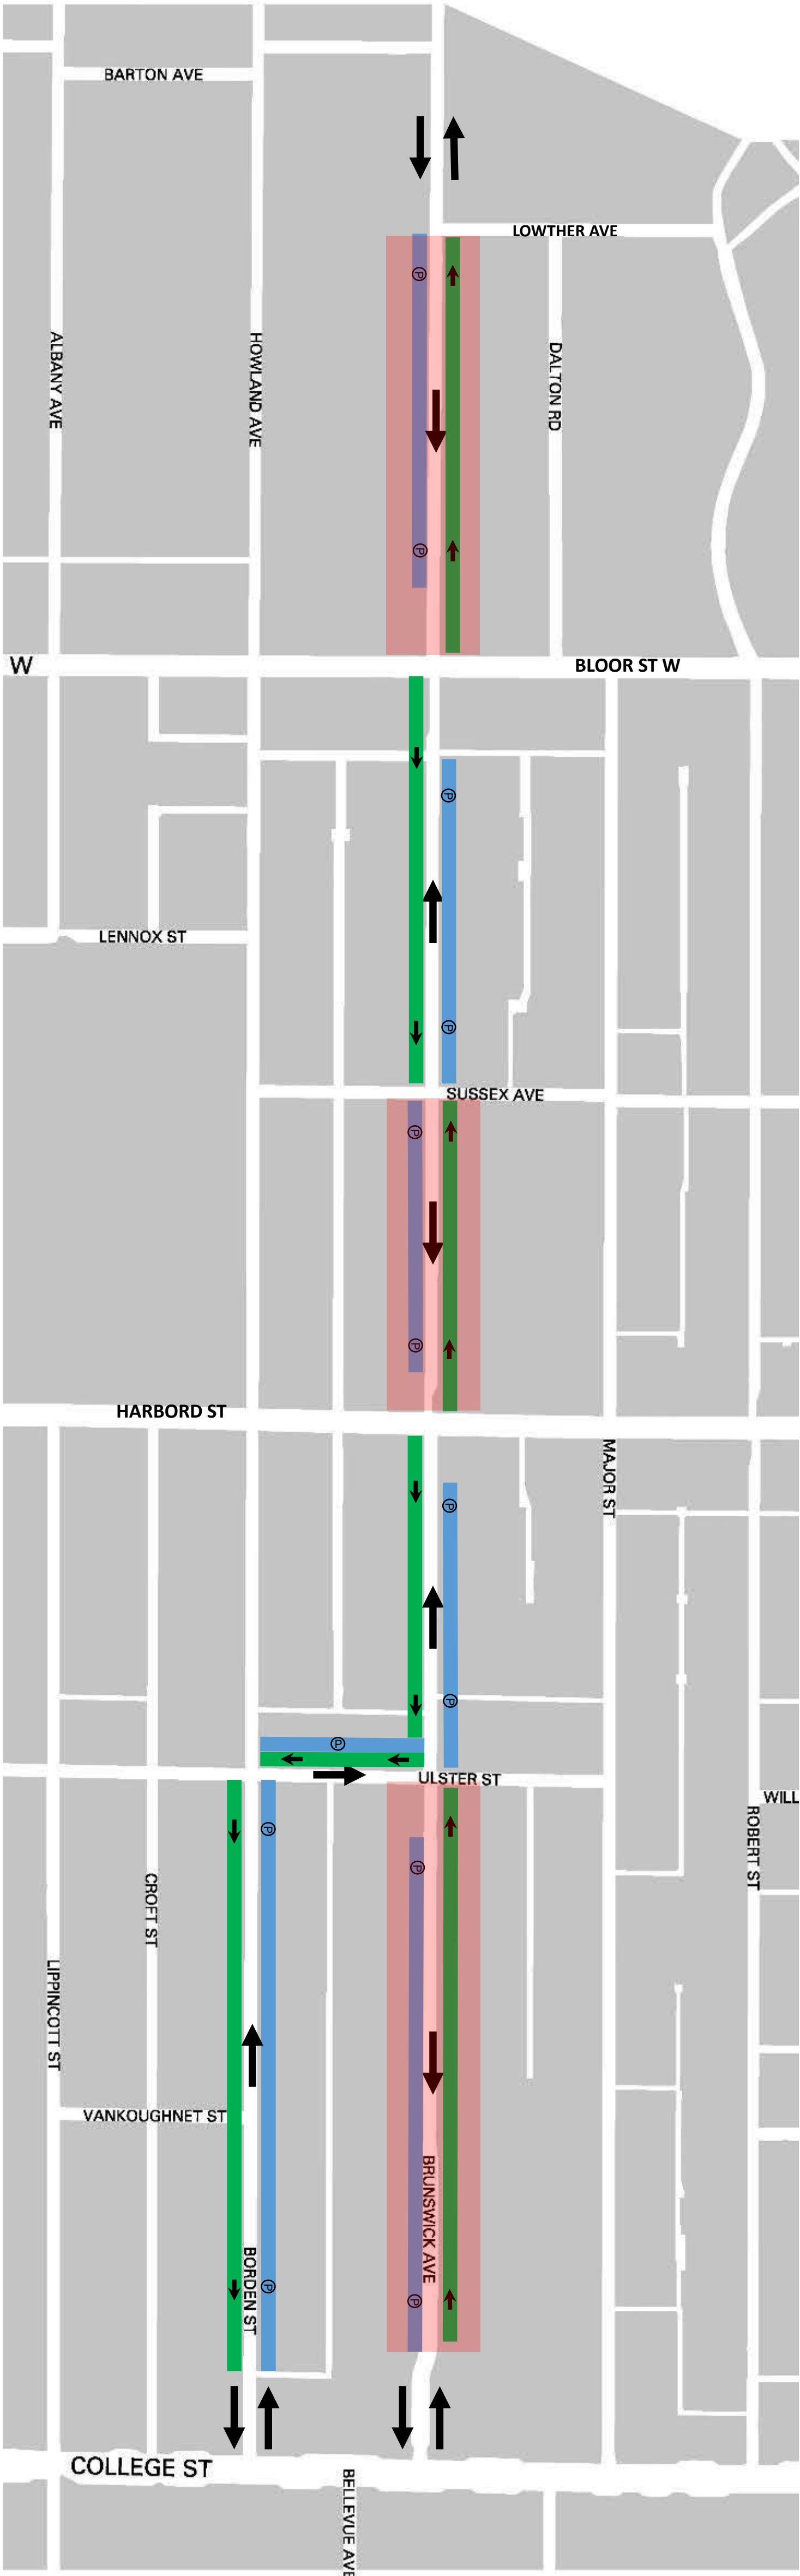 BARTON AVE
LOWTHER AVE
P
ALBANY AVE
HOWLAND AVE
DALTON RD
P
W
BLOOR ST W
P
LENNOX ST
P
SUSSEX AVE
P
P
HARBORD ST
MAJOR ST
P
P
P
ULSTER ST
WILL
ROBERT ST
P
P
CROFT ST
LIPPINCOTT ST
VANKOUGHNET ST
BRUNSWICK AVE
BORDEN ST
P
P
COLLEGE ST
BELLEVUE AVE